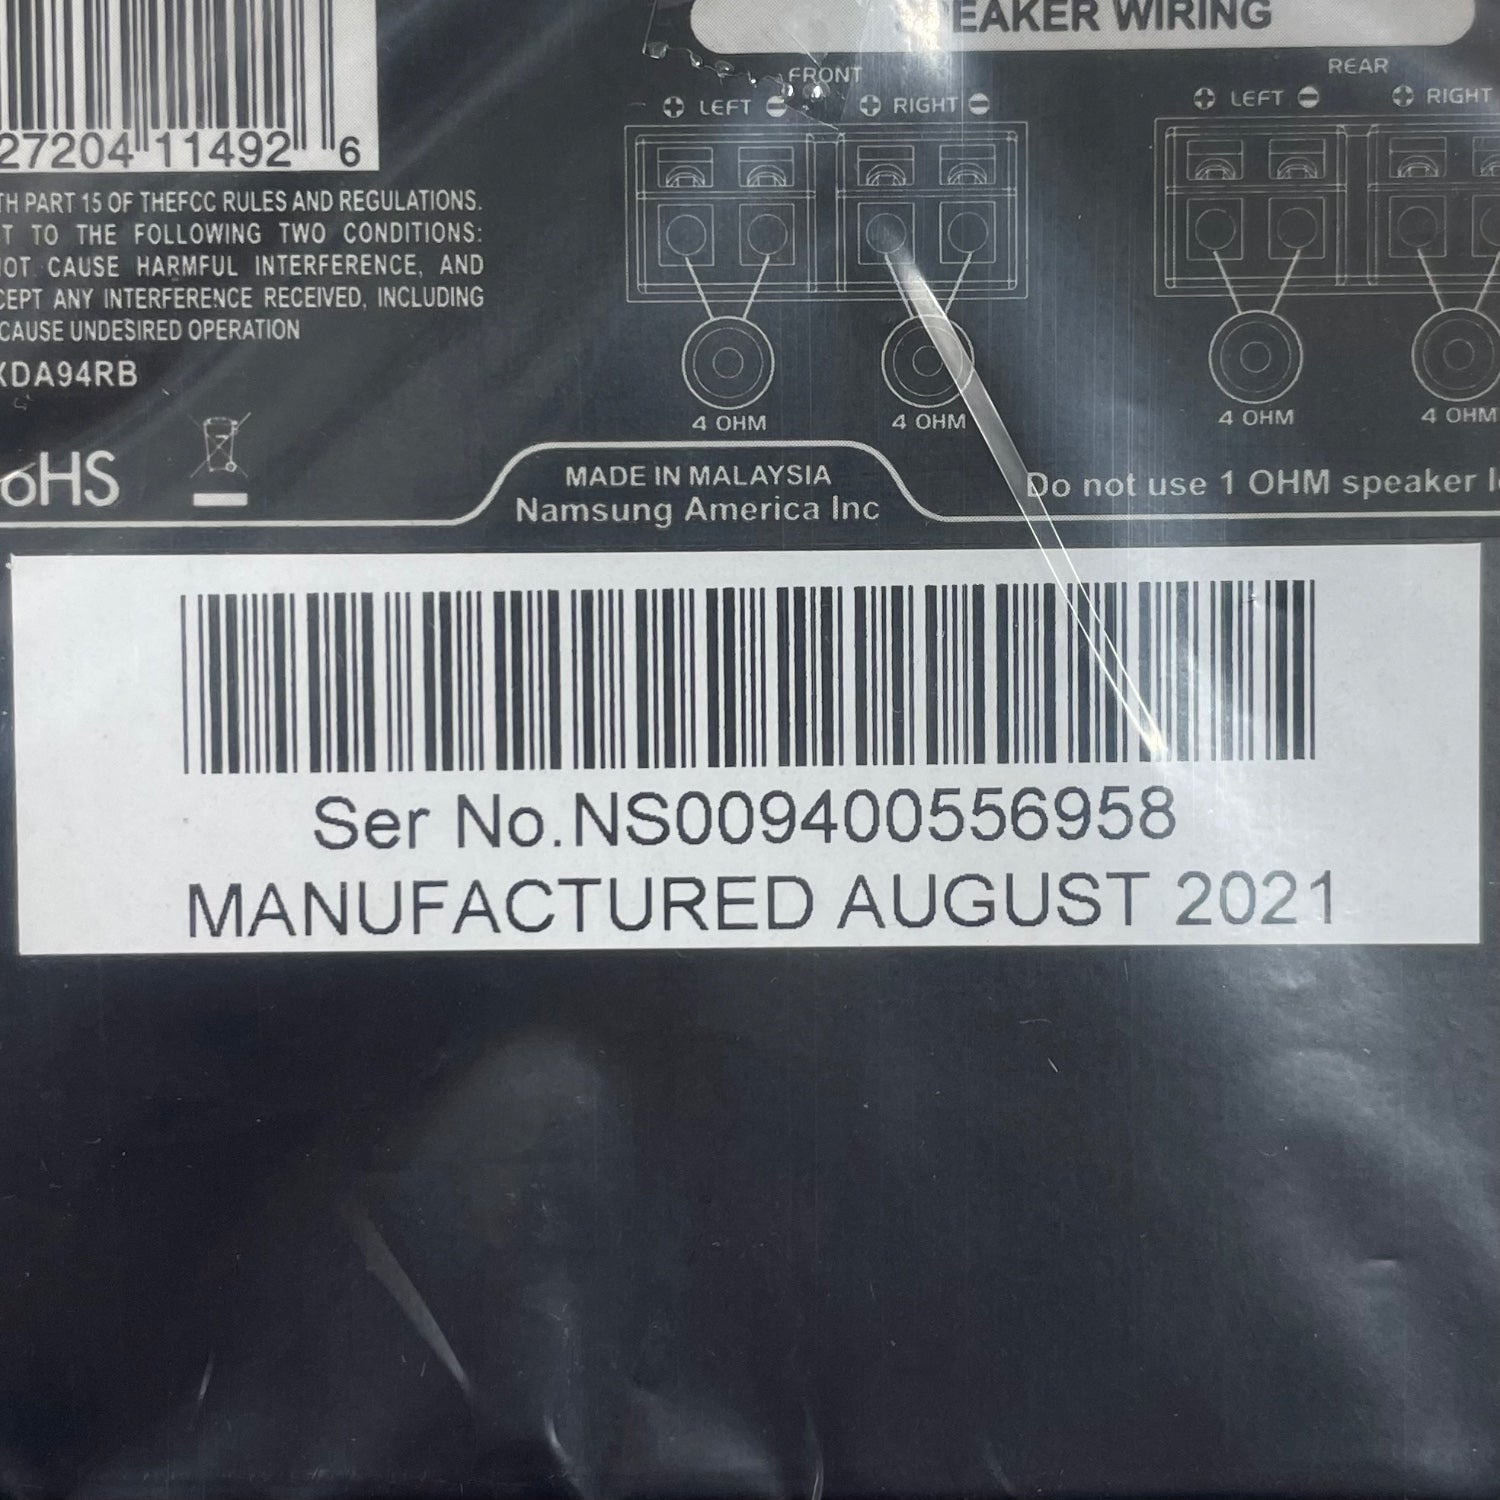 SPEAKER WIRING
FRONT
LEFT
RIGHT
REAR
LEFT
RIGHT
27204 11492 6
TH PART 15 OF THEFCC RULES AND REGULATIONS.
T TO THE FOLLOWING TWO CONDITIONS:
OT CAUSE HARMFUL INTERFERENCE, AND
CEPT ANY INTERFERENCE RECEIVED, INCLUDING
CAUSE UNDESIRED OPERATION
XDA94RB
4 OHM
4 OHM
4 OHM
4 OHM
oHS
MADE IN MALAYSIA
Namsung America Inc
Do not use 1 OHM speaker lo
Ser No.NS009400556958
MANUFACTURED AUGUST 2021